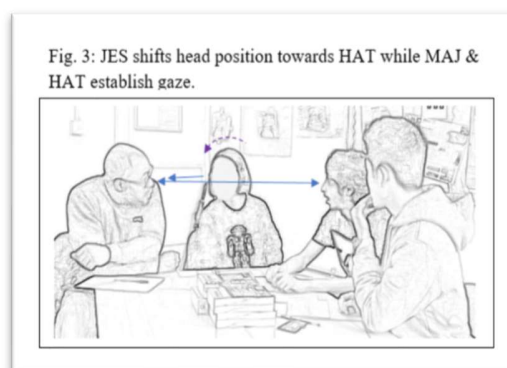 Fig. 3: JES shifts head position towards HAT while MAJ &
HAT establish gaze.